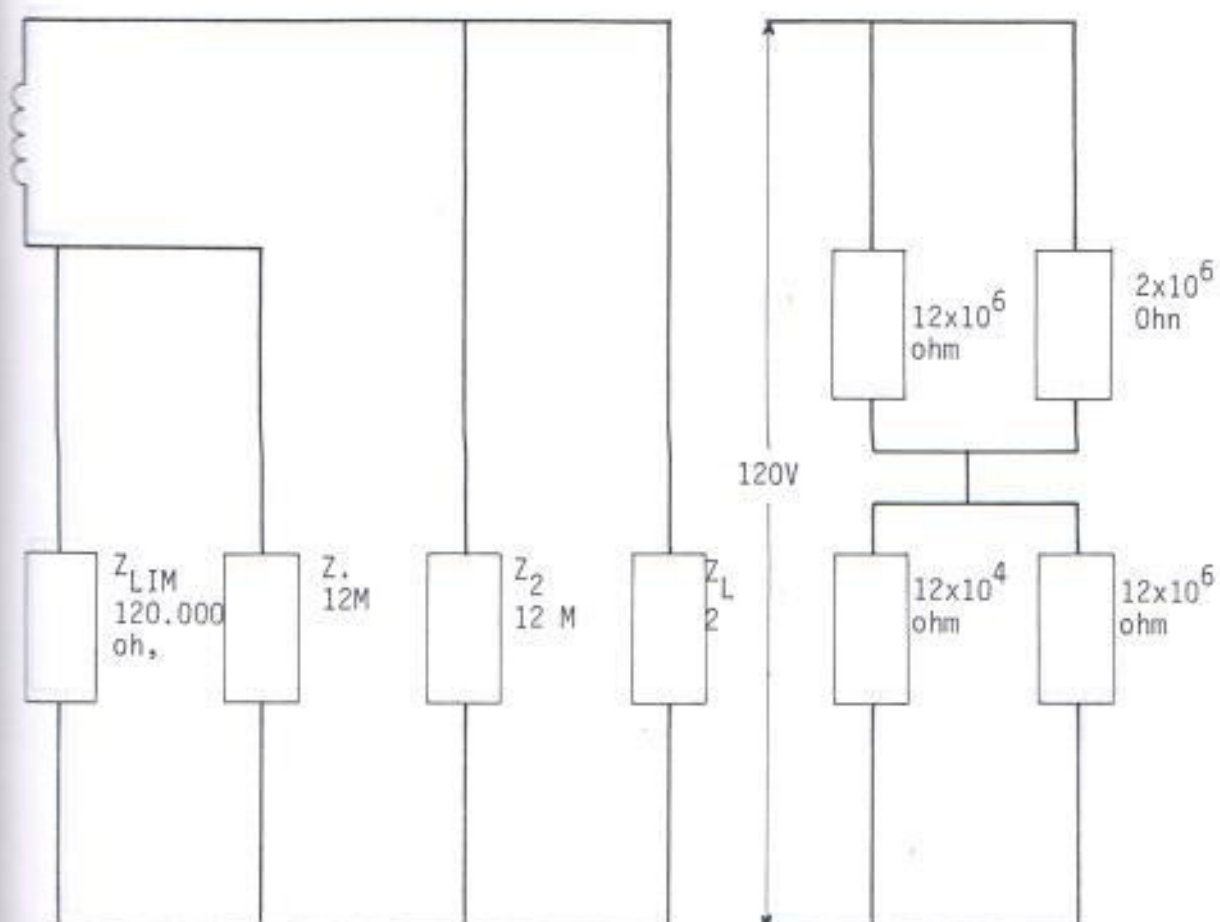 Z_LIM
120.000
oh,
Z.
12M
Z_2
12 M
Z_L
2
120V
12x10^6
ohm
2x10^6
Ohn
12x10^4
ohm
12x10^6
ohm